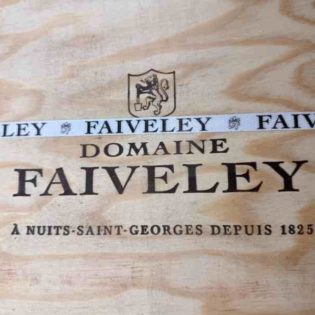 LEY FAIVELEY FAIV
DOMAINE
FAIVELEY
À NUITS-SAINT-GEORGES DEPUIS 1825